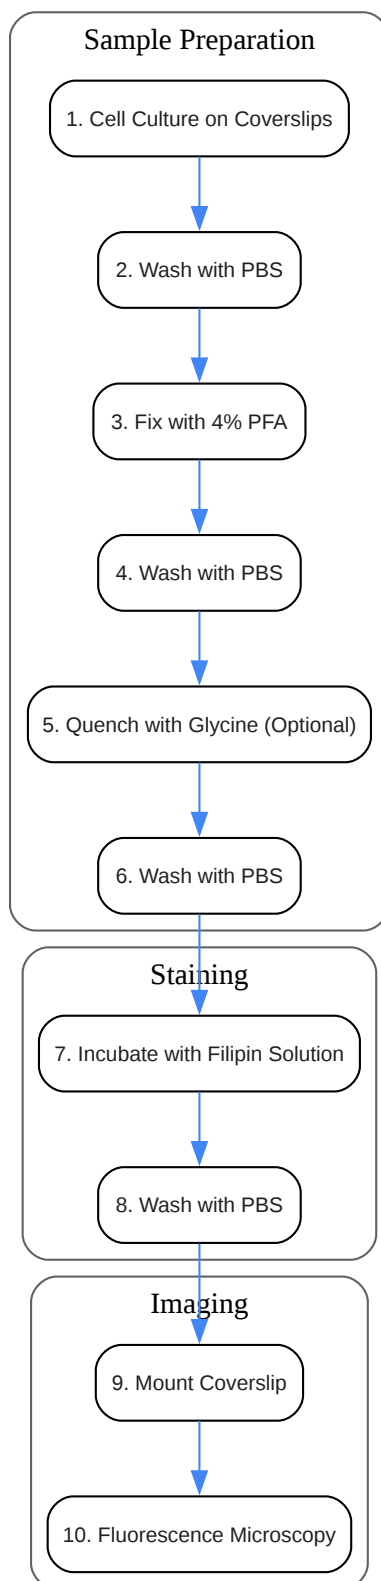 Sample Preparation
1. Cell Culture on Coverslips
2. Wash with PBS
3. Fix with 4% PFA
4. Wash with PBS
5. Quench with Glycine (Optional)
6. Wash with PBS
Staining
7. Incubate with Filipin Solution
8. Wash with PBS
Imaging
9. Mount Coverslip
10. Fluorescence Microscopy